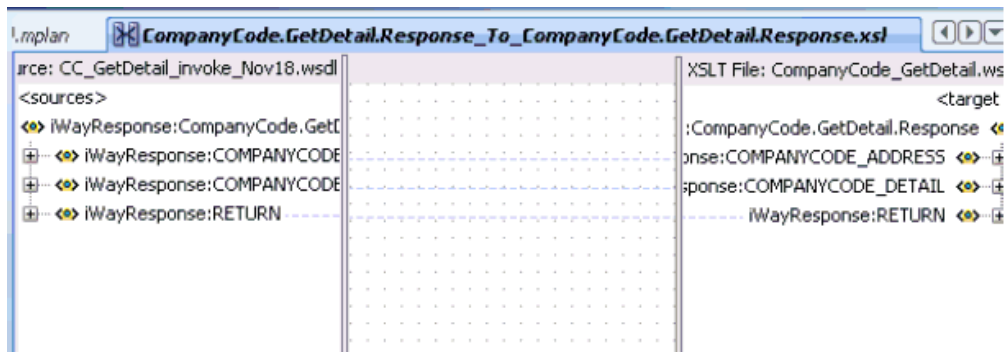 .mplan CompanyCode.GetDetail.Response_To_CompanyCode.GetDetail.Response.xsl
rce: CC_GetDetail_invoke_Nov18.wsdl XSLT File: CompanyCode_GetDetail.ws
<sources> <target
iWayResponse:CompanyCode.GetD :CompanyCode.GetDetail.Response
iWayResponse:COMPANYCODE onse:COMPANYCODE_ADDRESS
iWayResponse:COMPANYCODE sponse:COMPANYCODE_DETAIL
iWayResponse:RETURN iWayResponse:RETURN